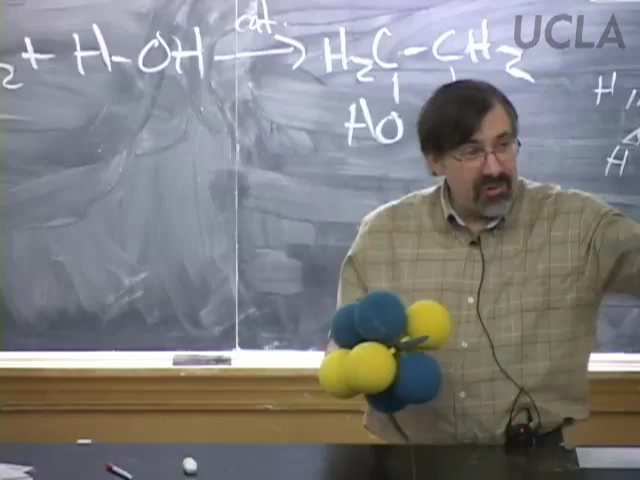 UCLA
cat.
2 + H-OH → H₂C-CH₂
HO
H
H